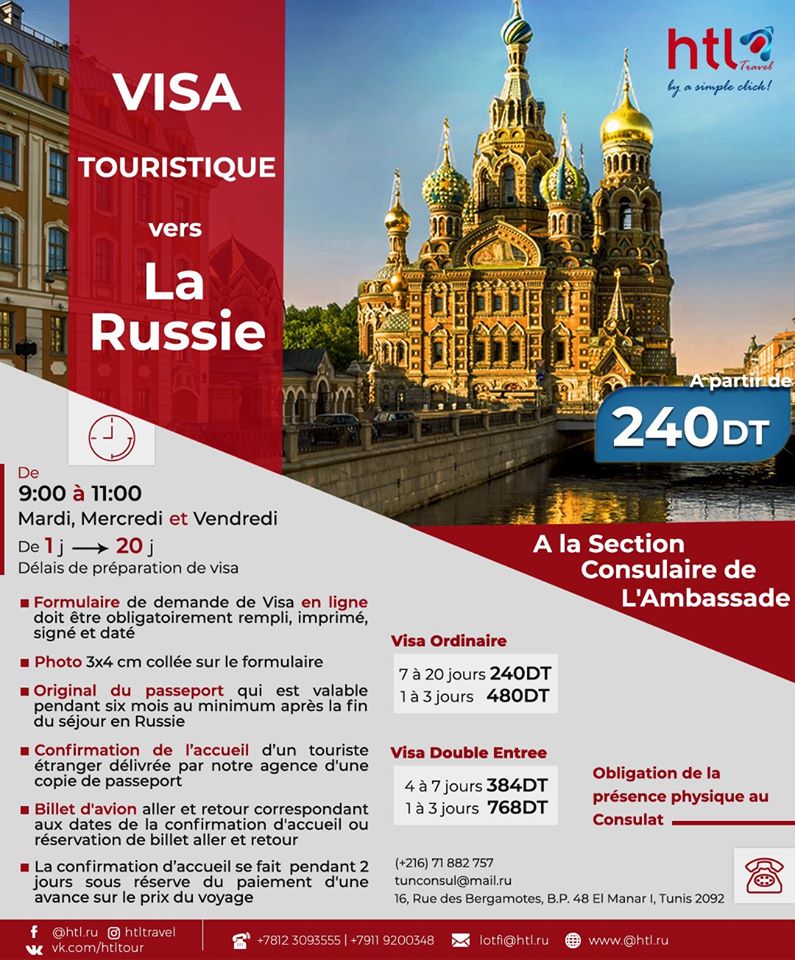 VISA
TOURISTIQUE
vers
La
Russie
htl
Travel
by a simple click!
A partir de
240DT
De
9:00 à 11:00
Mardi, Mercredi et Vendredi
De 1 j → 20 j
Délais de préparation de visa
A la Section
Consulaire de
L'Ambassade
Formulaire de demande de Visa en ligne
doit être obligatoirement rempli, imprimé,
signé et daté
Photo 3x4 cm collée sur le formulaire
Original du passeport qui est valable
pendant six mois au minimum après la fin
du séjour en Russie
Confirmation de l'accueil d'un touriste
étranger délivrée par notre agence d'une
copie de passeport
Billet d'avion aller et retour correspondant
aux dates de la confirmation d'accueil ou
réservation de billet aller et retour
La confirmation d'accueil se fait pendant 2
jours sous réserve du paiement d'une
avance sur le prix du voyage
Visa Ordinaire
7 à 20 jours 240DT
1 à 3 jours 480DT
Visa Double Entree
4 à 7 jours 384DT
1 à 3 jours 768DT
Obligation de la
présence physique au
Consulat
(+216) 71 882 757
tunconsul@mail.ru
16, Rue des Bergamotes, B.P. 48 El Manar I, Tunis 2092
@htl.ru htltravel
vk.com/htltour
+7812 3093555 | +7911 9200348
lotfi@htl.ru
www.@htl.ru